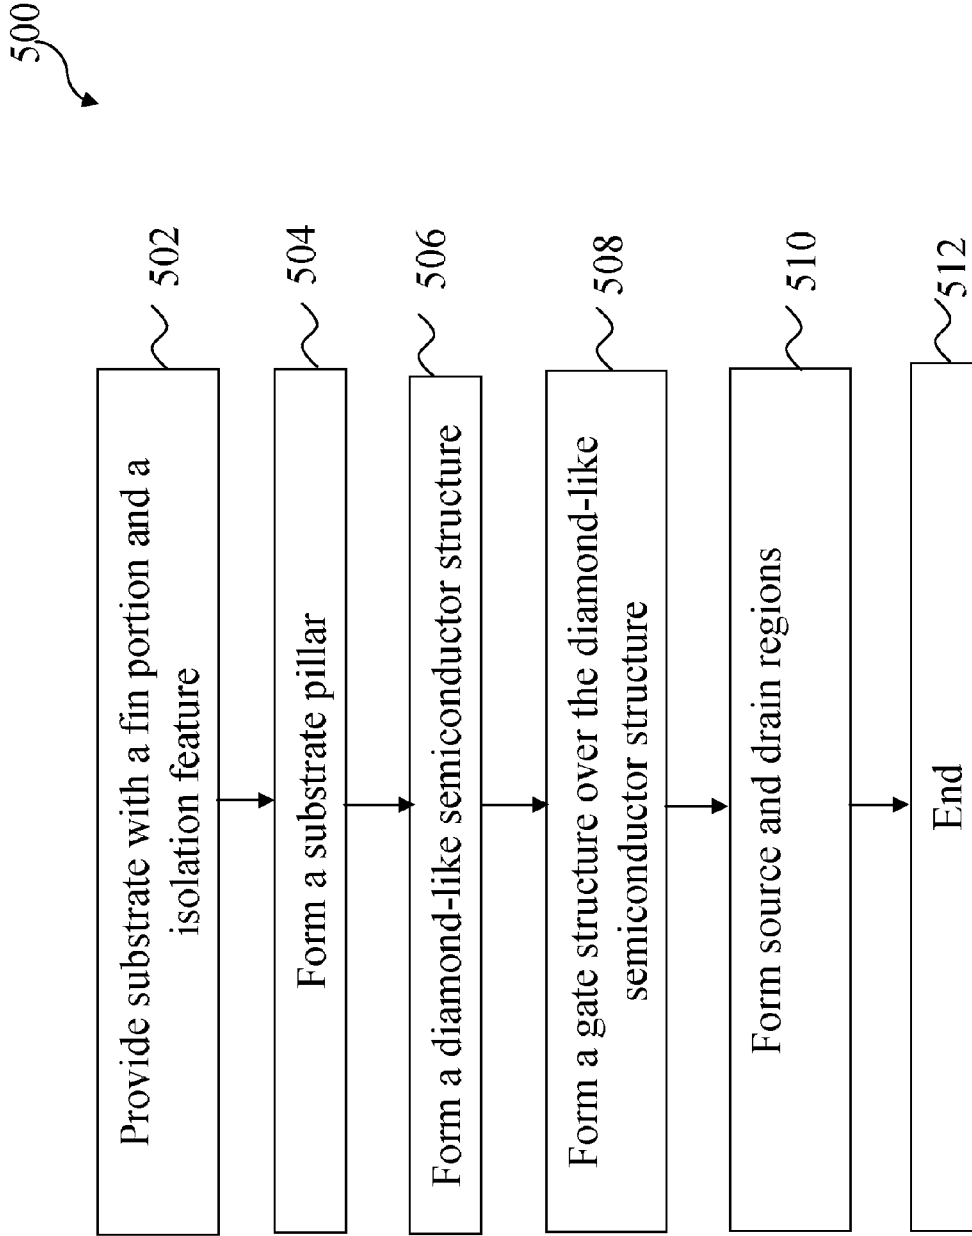 500
Provide substrate with a fin portion and a
isolation feature
502
Form a substrate pillar
504
Form a diamond-like semiconductor structure
506
Form a gate structure over the diamond-like
semiconductor structure
508
Form source and drain regions
510
End
512